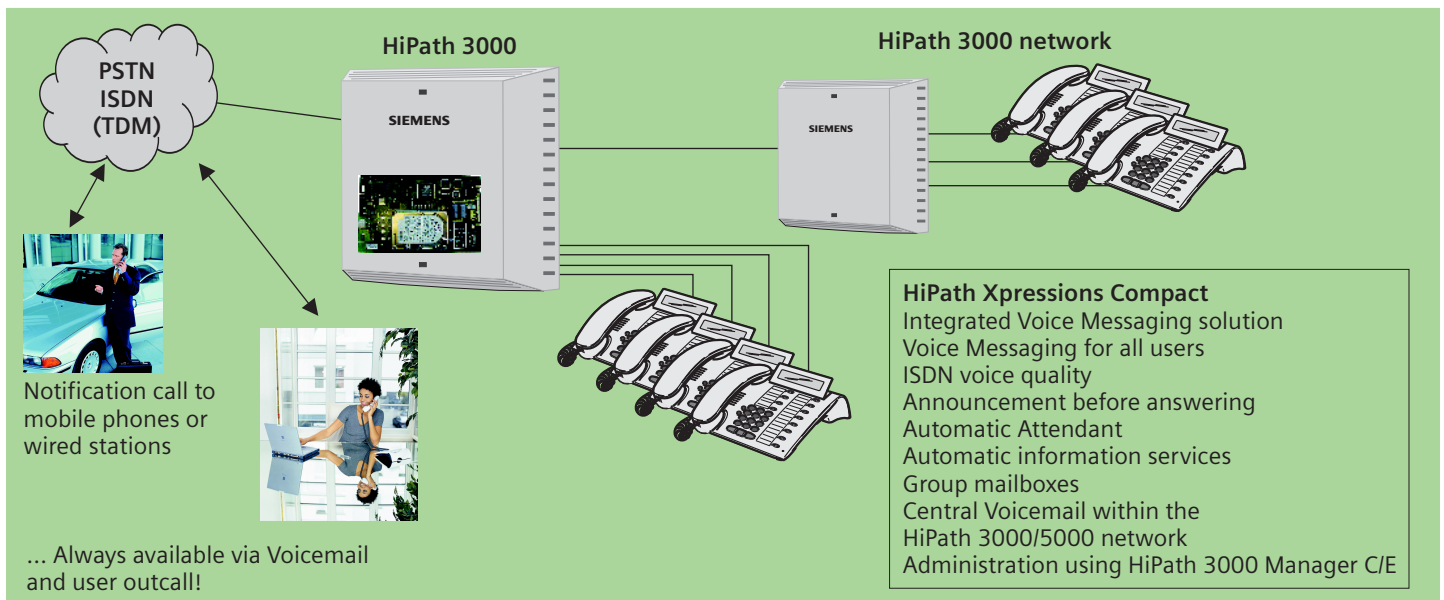 HiPath 3000
HiPath 3000 network
PSTN
ISDN
(TDM)
SIEMENS
SIEMENS
Notification call to
mobile phones or
wired stations
... Always available via Voicemail
and user outcall!
HiPath Xpressions Compact
Integrated Voice Messaging solution
Voice Messaging for all users
ISDN voice quality
Announcement before answering
Automatic Attendant
Automatic information services
Group mailboxes
Central Voicemail within the
HiPath 3000/5000 network
Administration using HiPath 3000 Manager C/E